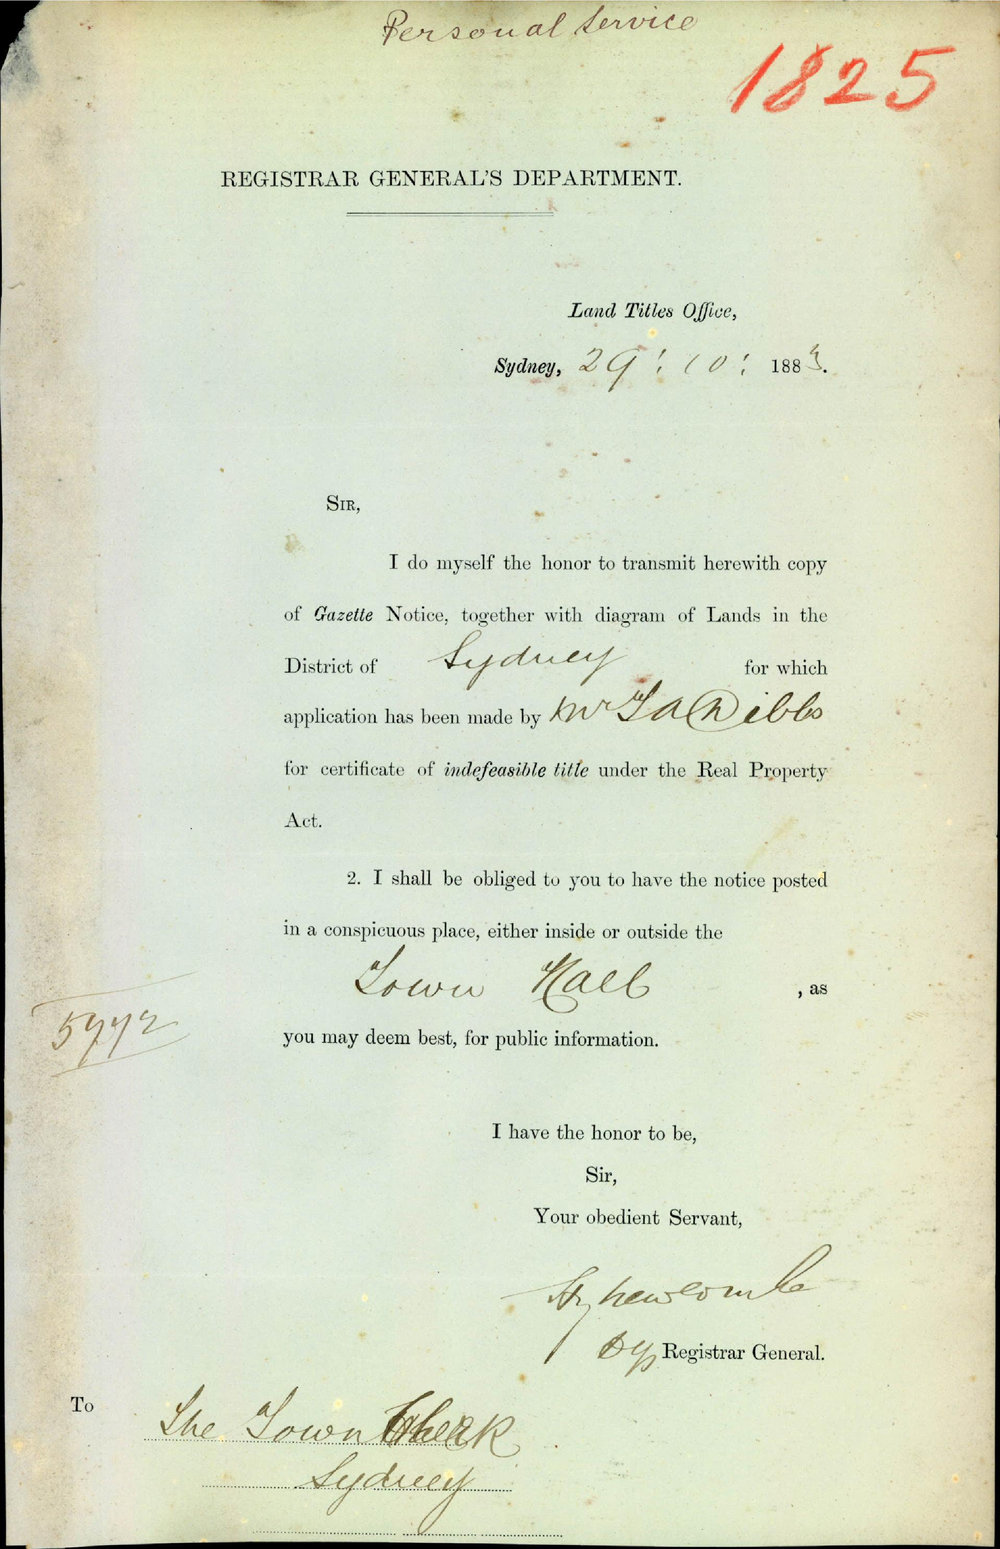 Personal Service
1825
REGISTRAR GENERAL'S DEPARTMENT.
Land Titles Office,
Sydney, 29 : 10 : 1883.
SIR,
I do myself the honor to transmit herewith copy
of Gazette Notice, together with diagram of Lands in the
District of Sydney for which
application has been made by Mr T A Dibbs
for certificate of indefeasible title under the Real Property
Act.
2. I shall be obliged to you to have the notice posted
in a conspicuous place, either inside or outside the
Town Hall , as
5772
you may deem best, for public information.
I have the honor to be,
Sir,
Your obedient Servant,
Newcombe
Dy Registrar General.
To
The Town Clerk
Sydney